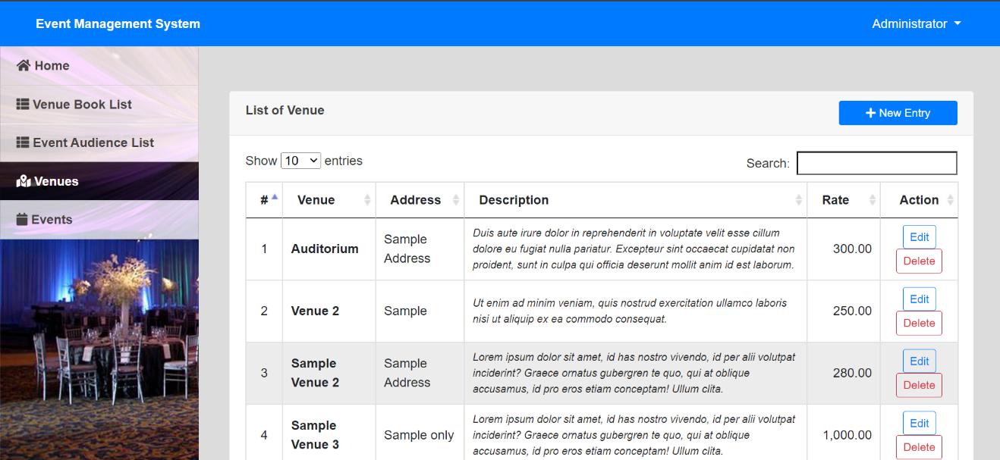 Event Management System
Administrator
Home
Venue Book List
Event Audience List
Venues
Events
List of Venue
New Entry
Show 10 entries
Search:
# Venue Address Description Rate Action
1
Auditorium
Sample
Address
Duis aute irure dolor in reprehenderit in voluptate velit esse cillum
dolore eu fugiat nulla pariatur. Excepteur sint occaecat cupidatat non
proident, sunt in culpa qui officia deserunt mollit anim id est laborum.
300.00
Edit
Delete
2
Venue 2
Sample
Ut enim ad minim veniam, quis nostrud exercitation ullamco laboris
nisi ut aliquip ex ea commodo consequat.
250.00
Edit
Delete
3
Sample
Venue 2
Sample
Address
Lorem ipsum dolor sit amet, id has nostro vivendo, id per alii volutpat
inciderint? Graece ornatus gubergren te quo, qui at oblique
accusamus, id pro eros etiam conceptam! Ullum clita.
280.00
Edit
Delete
4
Sample
Venue 3
Sample only
Lorem ipsum dolor sit amet, id has nostro vivendo, id per alii volutpat
inciderint? Graece ornatus gubergren te quo, qui at oblique
accusamus, id pro eros etiam conceptam! Ullum clita.
1,000.00
Edit
Delete